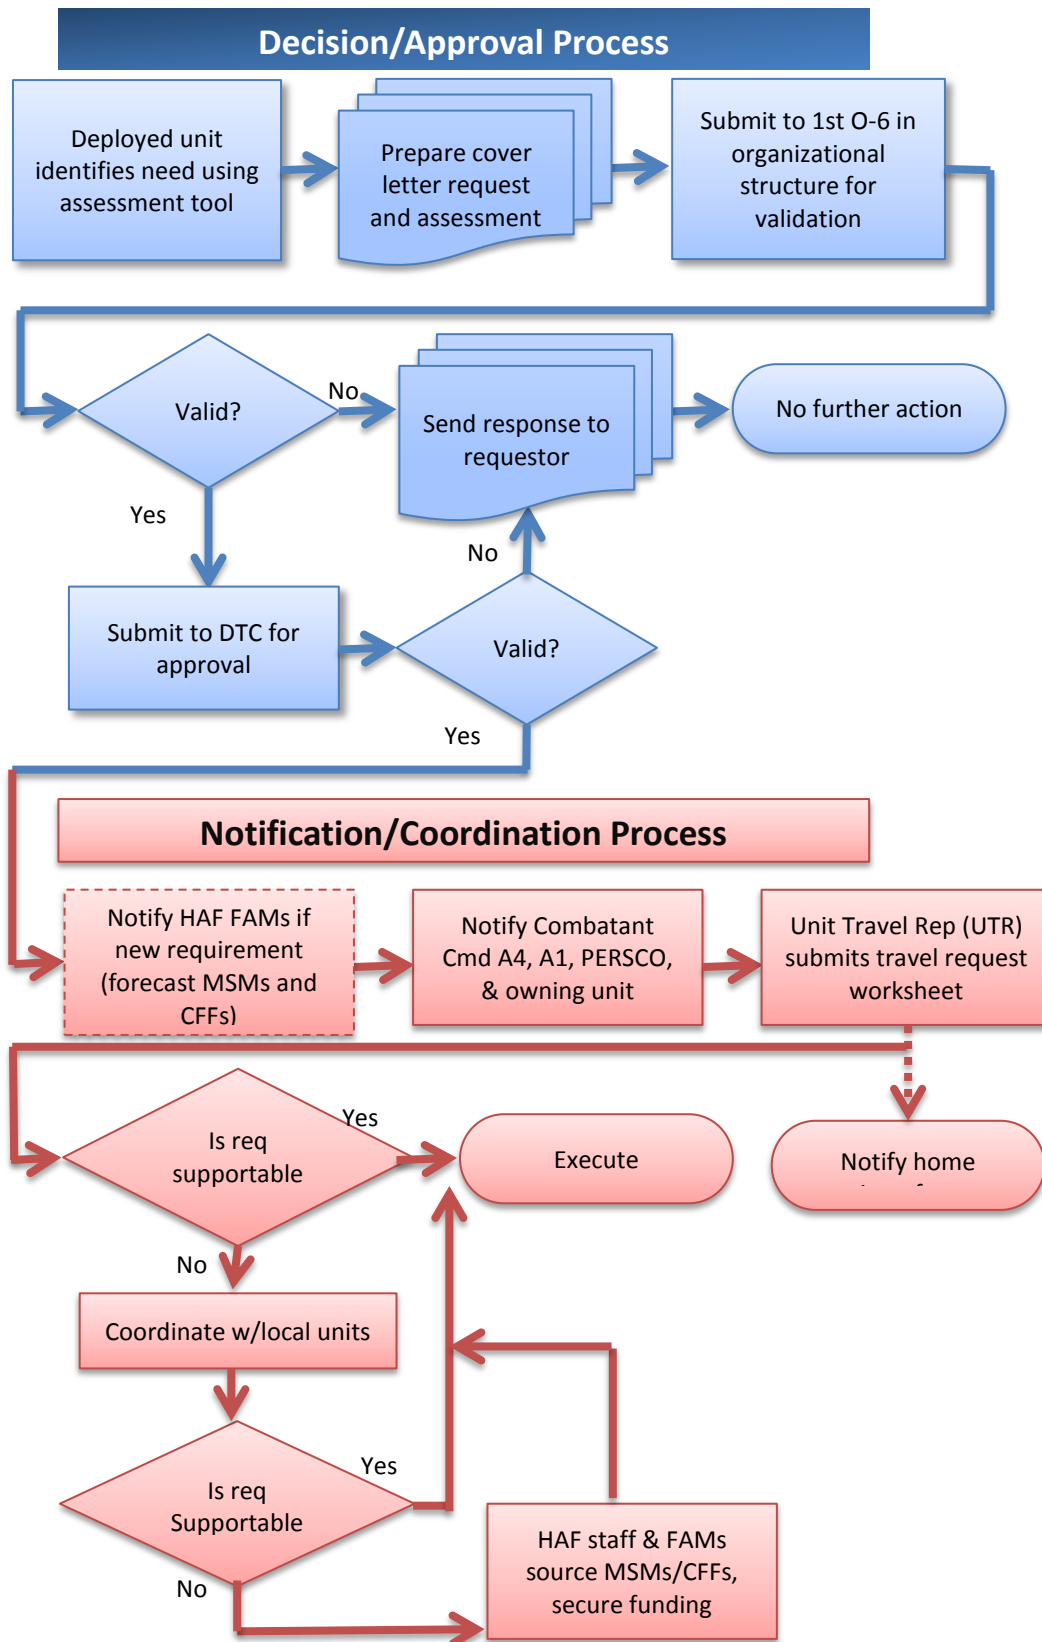 Decision/Approval Process
Deployed unit
identifies need using
assessment tool
Prepare cover
letter request
and assessment
Submit to 1st O-6 in
organizational
structure for
validation
Valid?
No
Send response to
requestor
No further action
Yes
No
Submit to DTC for
approval
Valid?
Yes
Notification/Coordination Process
Notify HAF FAMs if
new requirement
(forecast MSMs and
CFFs)
Notify Combatant
Cmd A4, A1, PERSCO,
& owning unit
Unit Travel Rep (UTR)
submits travel request
worksheet
Is req
supportable
Yes
Execute
Notify home
No
Coordinate w/local units
Is req
Supportable
Yes
No
HAF staff & FAMs
source MSMs/CFFs,
secure funding